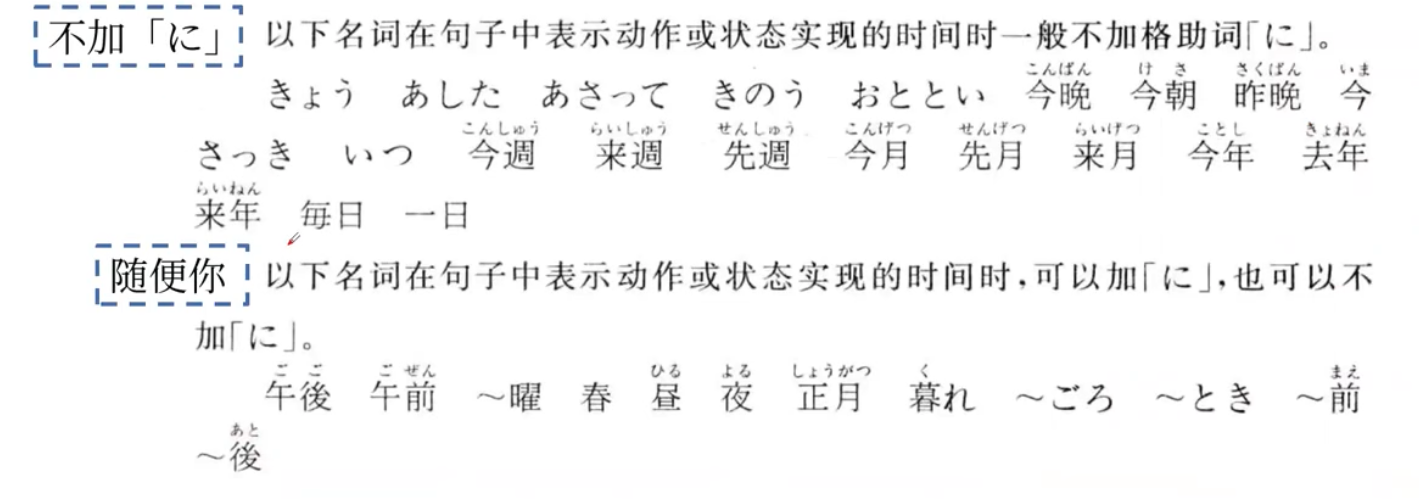 不加「に」 以下名词在句子中表示动作或状态实现的时间时一般不加格助词「に」。
こんばん けさ さくばん いま
きょう あした あさって きのう おととい 今晚 今朝 昨晚 今
こんしゅう らいしゅう せんしゅう こんげつ せんげつ らいげつ ことし きょねん
さっき いつ 今週 来週 先週 今月 先月 来月 今年 去年
らいねん
来年 毎日 一日
随便你 以下名词在句子中表示动作或状态实现的时间时,可以加「に」,也可以不
加「に」。
ごご ごぜん ひる よる しょうがつ く まえ
午後 午前 ～曜 春 昼 夜 正月 暮れ ～ごろ ～とき ～前
あと
～後